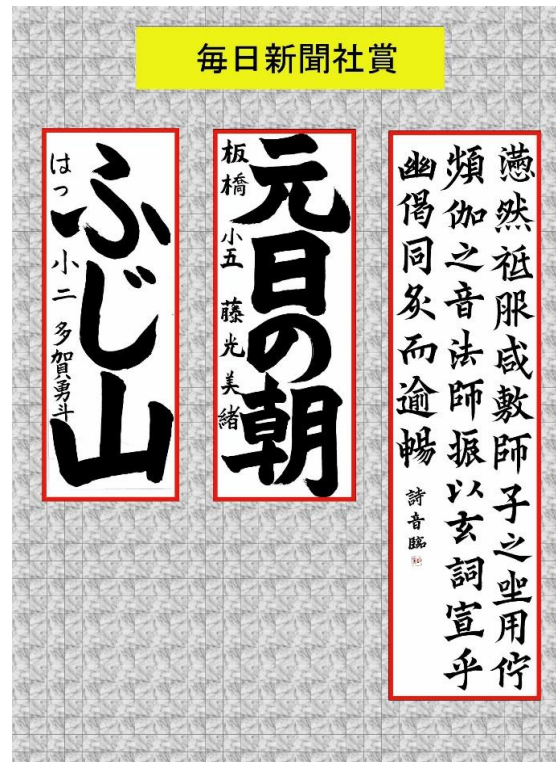 毎日新聞社賞
懣然祗服咸敷師子之坐用佇
頻伽之音法師振以玄詞宣乎
幽偈同炙而逾暢
詩音臨
元日の朝
板橋 小五 藤光美緒
ふじ山
はつ 小二 多賀勇斗